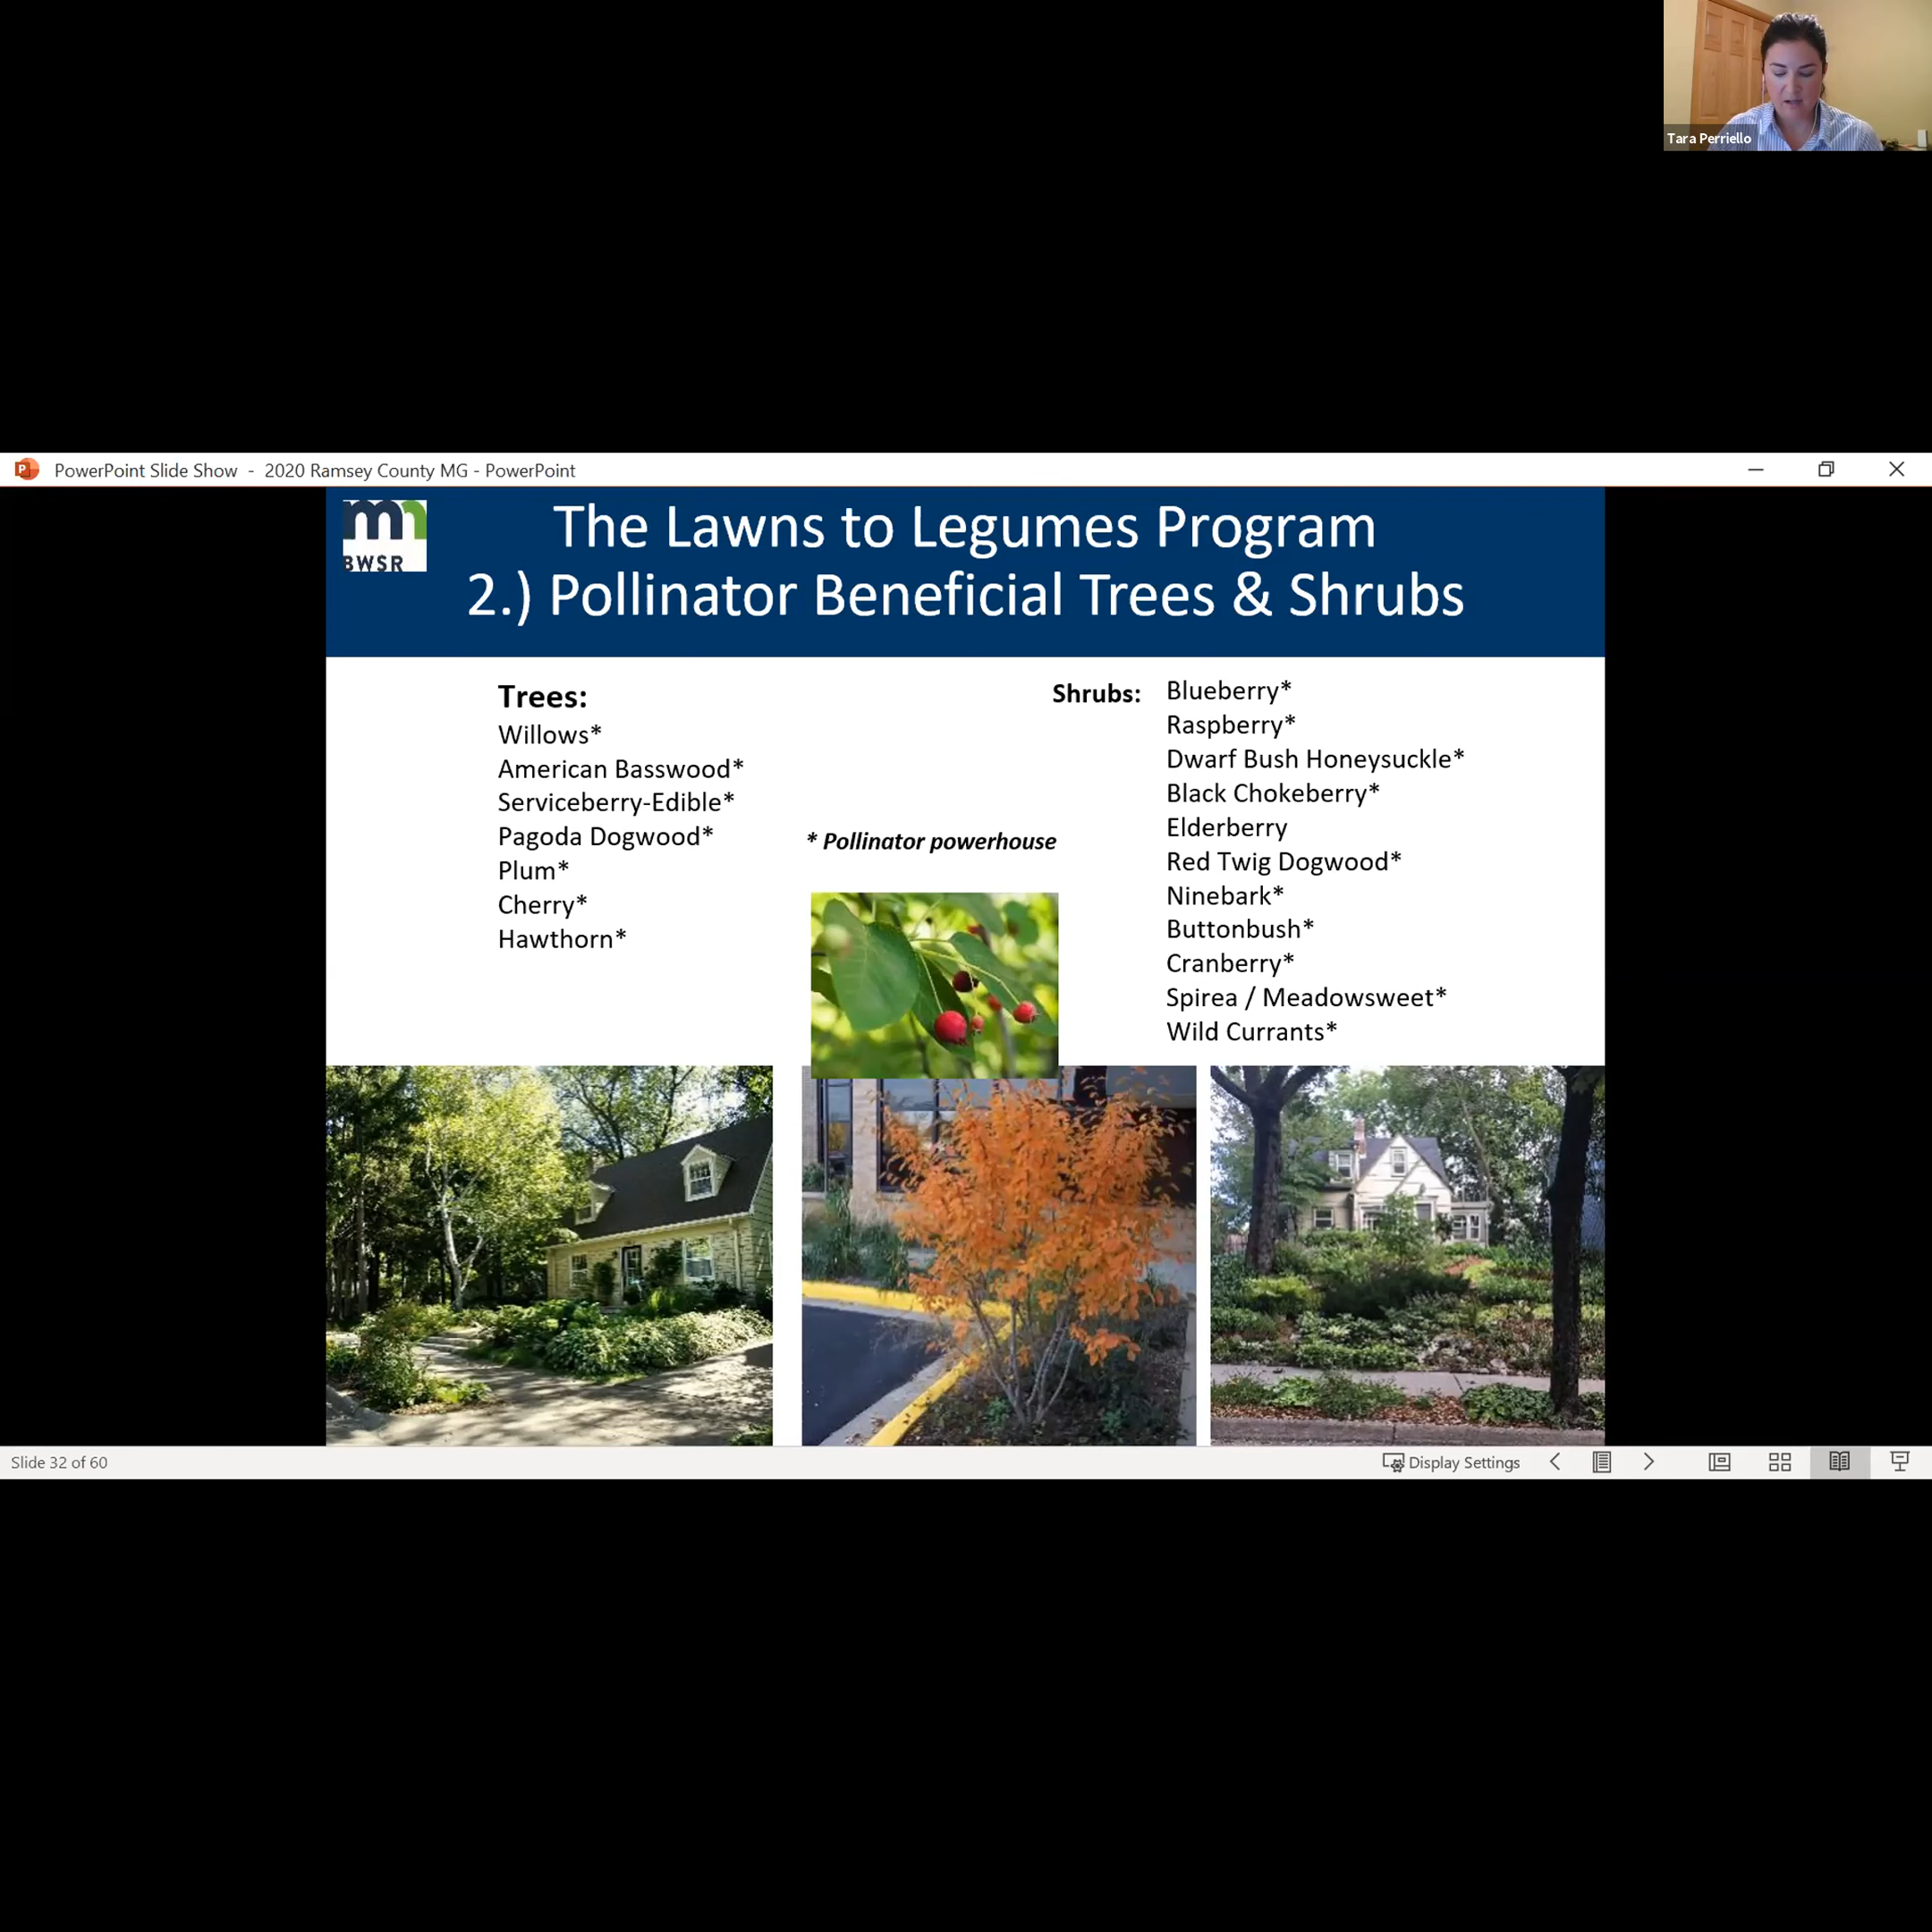 Tara Perriello
PowerPoint Slide Show - 2020 Ramsey County MG - PowerPoint
mn
BWSR
The Lawns to Legumes Program
2.) Pollinator Beneficial Trees & Shrubs
Trees:
Willows*
American Basswood*
Serviceberry-Edible*
Pagoda Dogwood*
Plum*
Cherry*
Hawthorn*
* Pollinator powerhouse
Shrubs:
Blueberry*
Raspberry*
Dwarf Bush Honeysuckle*
Black Chokeberry*
Elderberry
Red Twig Dogwood*
Ninebark*
Buttonbush*
Cranberry*
Spirea / Meadowsweet*
Wild Currants*
Slide 32 of 60
Display Settings